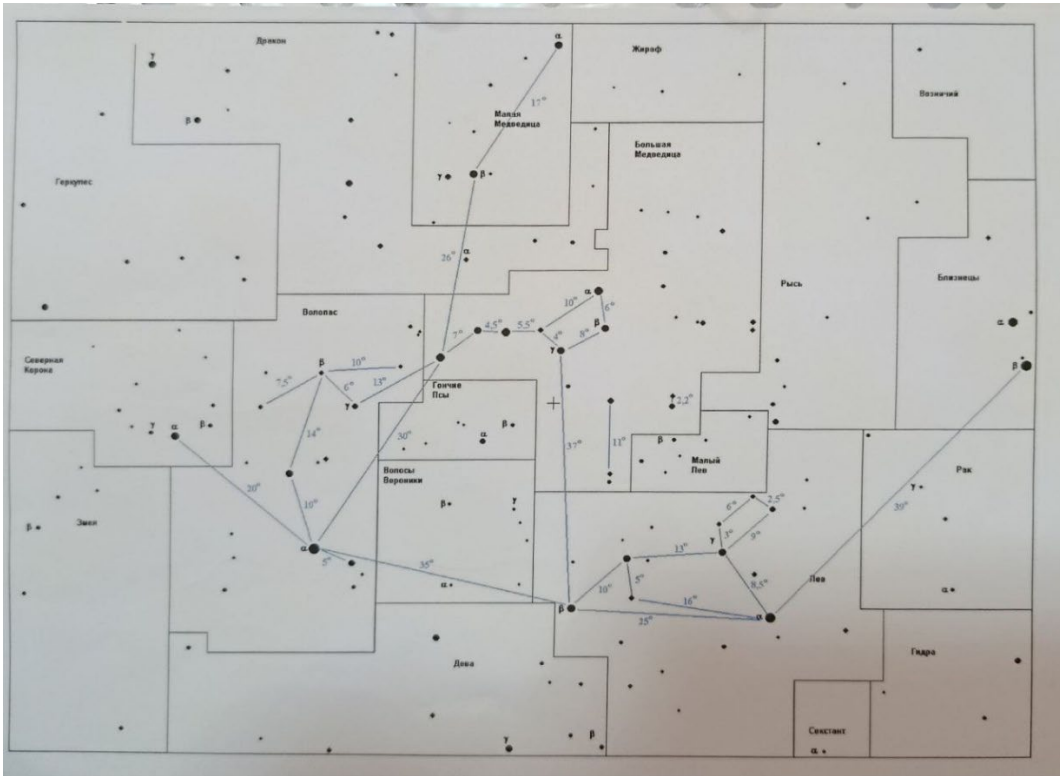 Дракон
Жираф
Возничий
α
γ
17°
Малая
Медведица
β
Большая
Медведица
Геркулес
γ
β
α
26°
Рысь
Близнецы
α
10°
6°
β
α
β
Волопас
7°
4,5°
5,5°
4°
8°
γ
Северная
Корона
β
10°
7,5°
6°
13°
γ
Гончие
Псы
2,2°
γ
α
β
β
α
14°
30°
37°
11°
β
Малый
Лев
Рак
Волосы
Вероники
20°
10°
γ
39°
Змея
β
β
γ
6°
2,5°
3°
9°
γ
α
5°
35°
13°
8,5°
Лев
α
5°
10°
16°
α
β
25°
α
Гидра
Дева
Секстант
γ
β
α